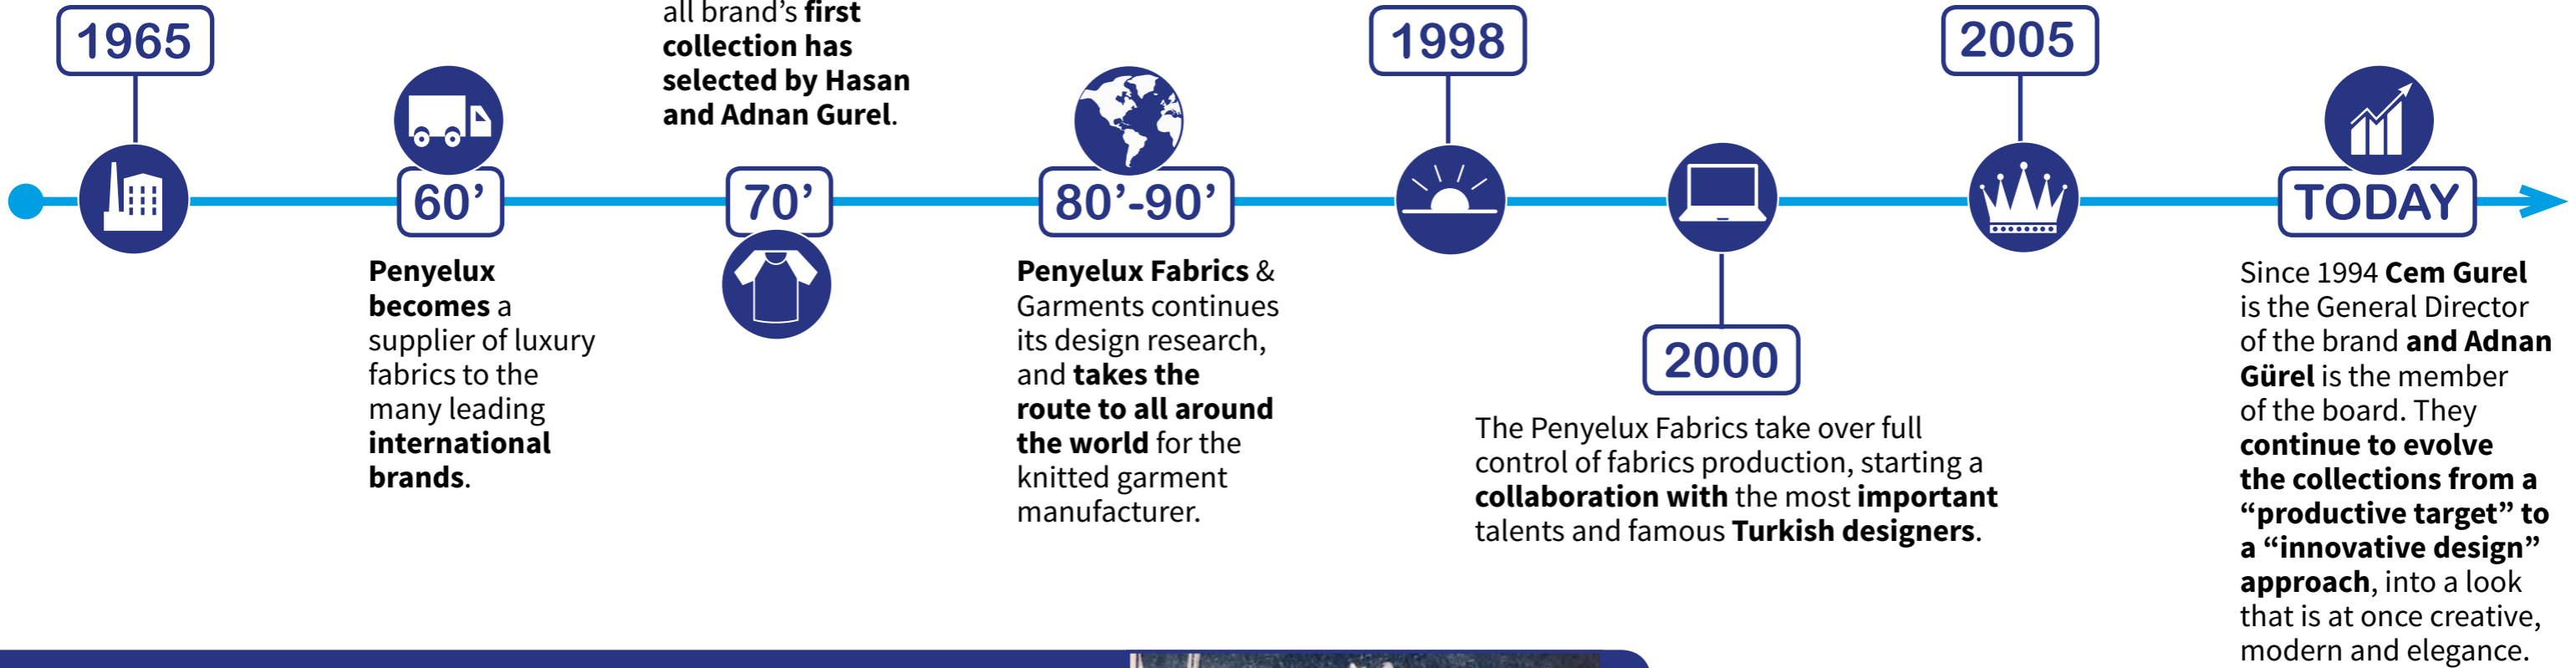 1965
60'
Penyelux
becomes a
supplier of luxury
fabrics to the
many leading
international
brands.
all brand's first
collection has
selected by Hasan
and Adnan Gurel.
70'
80'-90'
Penyelux Fabrics &
Garments continues
its design research,
and takes the
route to all around
the world for the
knitted garment
manufacturer.
1998
2000
The Penyelux Fabrics take over full
control of fabrics production, starting a
collaboration with the most important
talents and famous Turkish designers.
2005
TODAY
Since 1994 Cem Gurel
is the General Director
of the brand and Adnan
Gürel is the member
of the board. They
continue to evolve
the collections from a
“productive target” to
a “innovative design”
approach, into a look
that is at once creative,
modern and elegance.